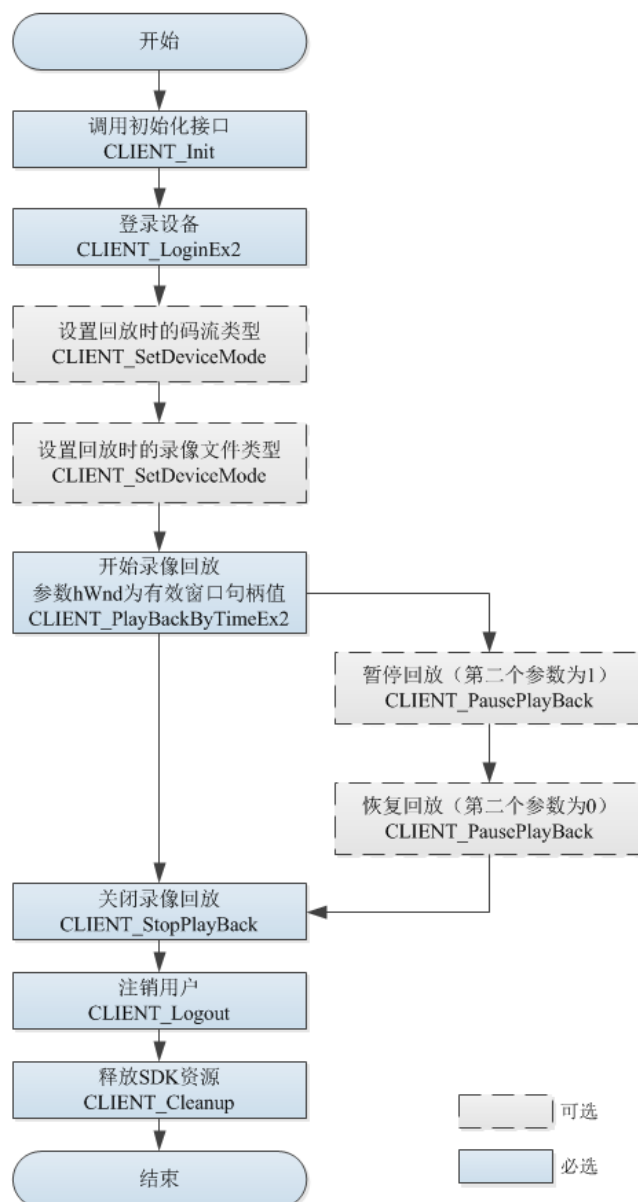 开始
调用初始化接口
CLIENT_Init
登录设备
CLIENT_LoginEx2
设置回放时的码流类型
CLIENT_SetDeviceMode
设置回放时的录像文件类型
CLIENT_SetDeviceMode
开始录像回放
参数hWnd为有效窗口句柄值
CLIENT_PlayBackByTimeEx2
暂停回放（第二个参数为1）
CLIENT_PausePlayBack
恢复回放（第二个参数为0）
CLIENT_PausePlayBack
关闭录像回放
CLIENT_StopPlayBack
注销用户
CLIENT_Logout
释放SDK资源
CLIENT_Cleanup
结束
可选
必选